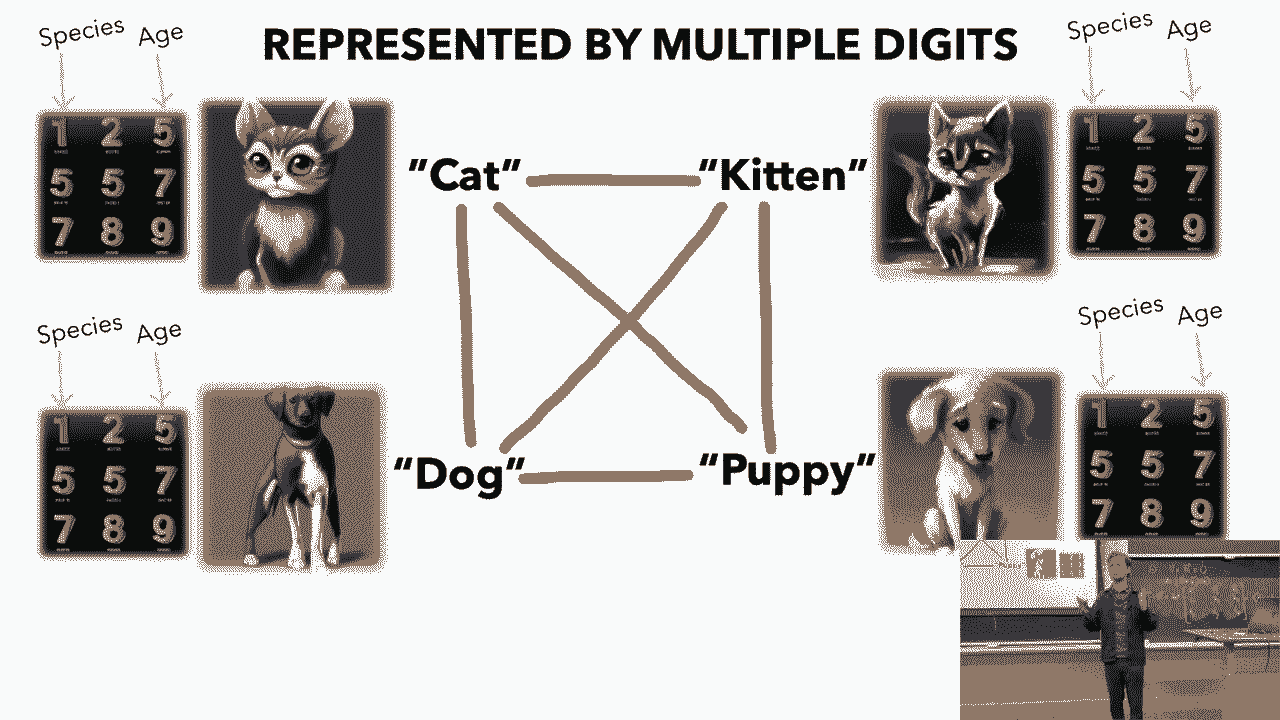 REPRESENTED BY MULTIPLE DIGITS
Species Age
1 2 5
5 5 7
7 8 9
"Cat"
"Kitten"
Species Age
1 2 5
5 5 7
7 8 9
Species Age
1 2 5
5 5 7
7 8 9
"Dog"
"Puppy"
Species Age
1 2 5
5 5 7
7 8 9